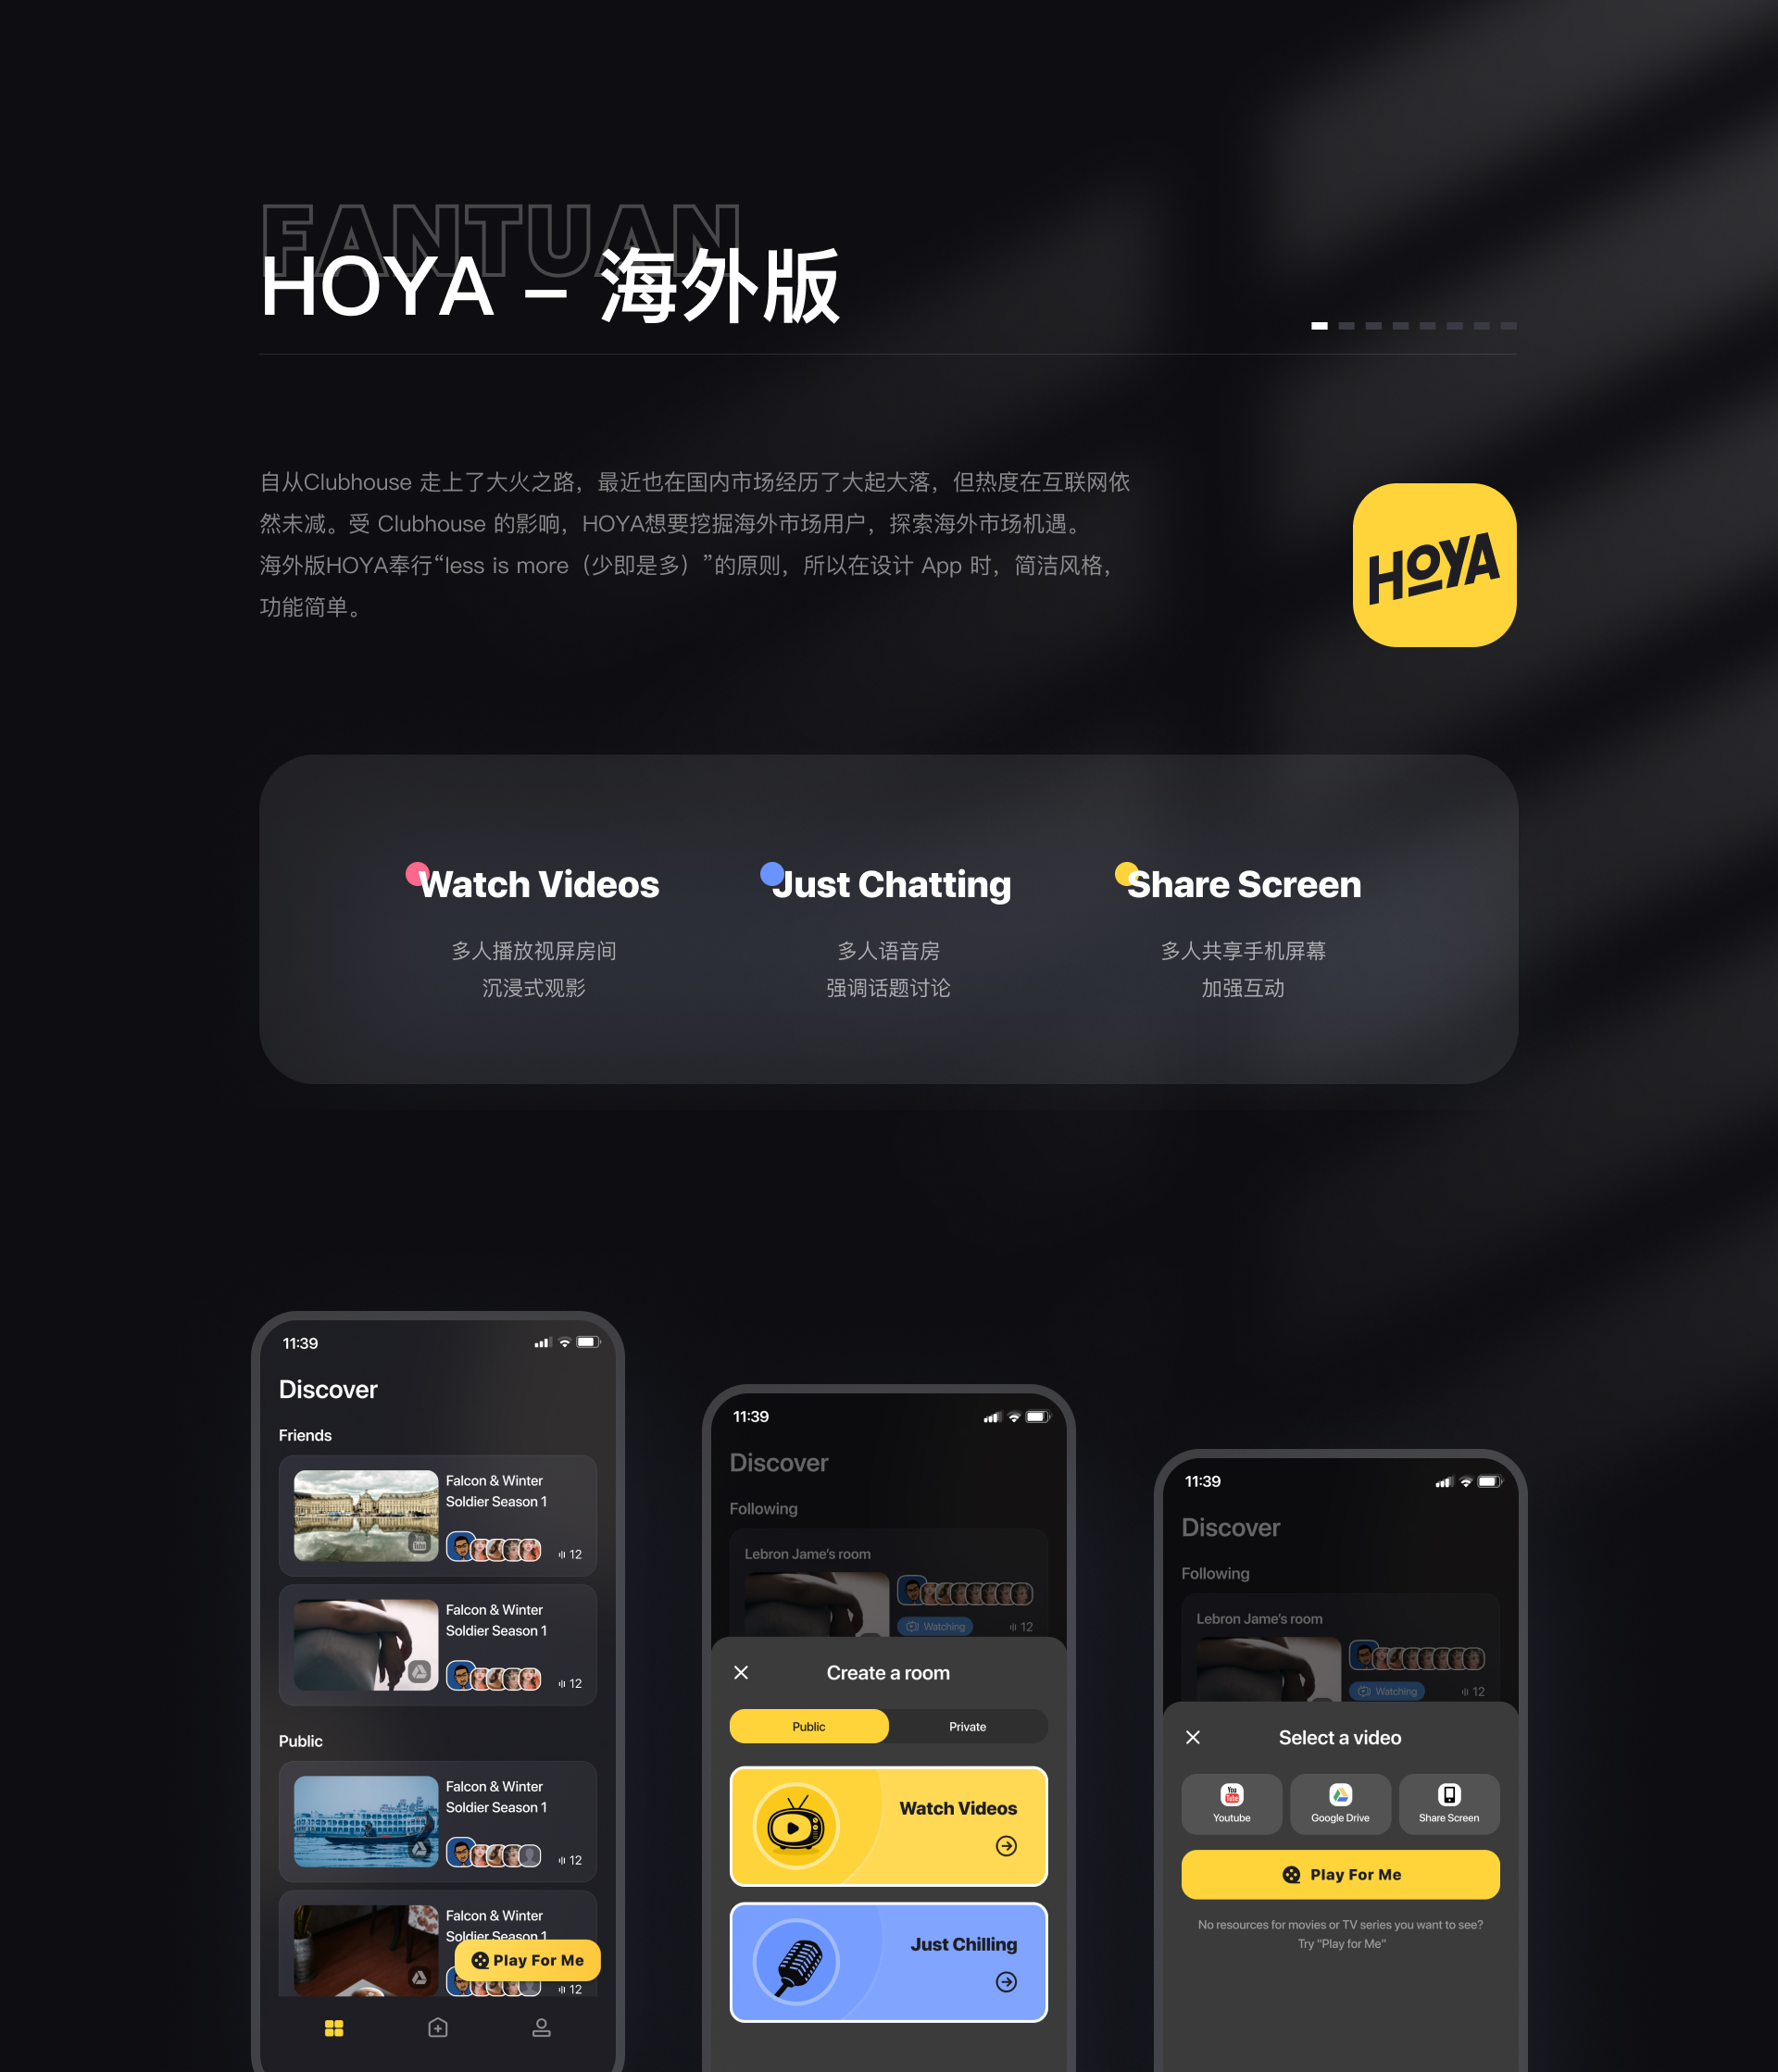 FANTUAN
HOYA – 海外版
自从Clubhouse 走上了大火之路，最近也在国内市场经历了大起大落，但热度在互联网依
然未减。受 Clubhouse 的影响，HOYA想要挖掘海外市场用户，探索海外市场机遇。
海外版HOYA奉行“less is more（少即是多）”的原则，所以在设计 App 时，简洁风格，
功能简单。
HOYA
Watch Videos
多人播放视屏房间
沉浸式观影
Just Chatting
多人语音房
强调话题讨论
Share Screen
多人共享手机屏幕
加强互动
11:39
Discover
Friends
Falcon & Winter
Soldier Season 1
You
Tube
12
Falcon & Winter
Soldier Season 1
12
Public
Falcon & Winter
Soldier Season 1
12
Falcon & Winter
Soldier Season 1
Play For Me
12
11:39
Discover
Following
Lebron Jame's room
Watching
12
Create a room
Public
Private
Watch Videos
Just Chilling
11:39
Discover
Following
Lebron Jame's room
Watching
12
Select a video
You
Tube
Youtube
Google Drive
Share Screen
Play For Me
No resources for movies or TV series you want to see?
Try "Play for Me"